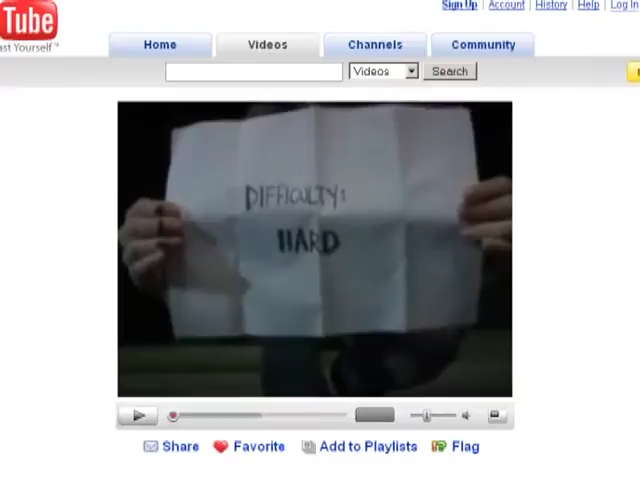 Tube
ast Yourself™
Sign Up | Account | History | Help | Log In
Home Videos Channels Community
Videos Search
DIFFICULTY:
HARD
Share Favorite Add to Playlists Flag